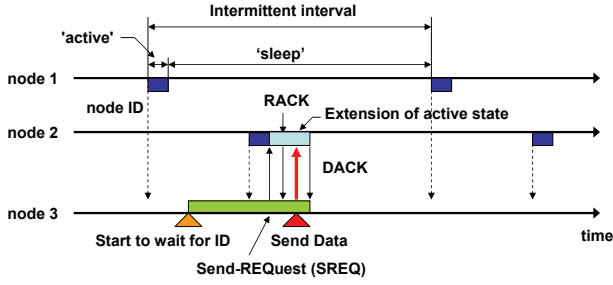 Intermittent interval
'active'
'sleep'
node 1
node ID
RACK
Extension of active state
node 2
DACK
node 3
time
Start to wait for ID
Send Data
Send-REQuest (SREQ)